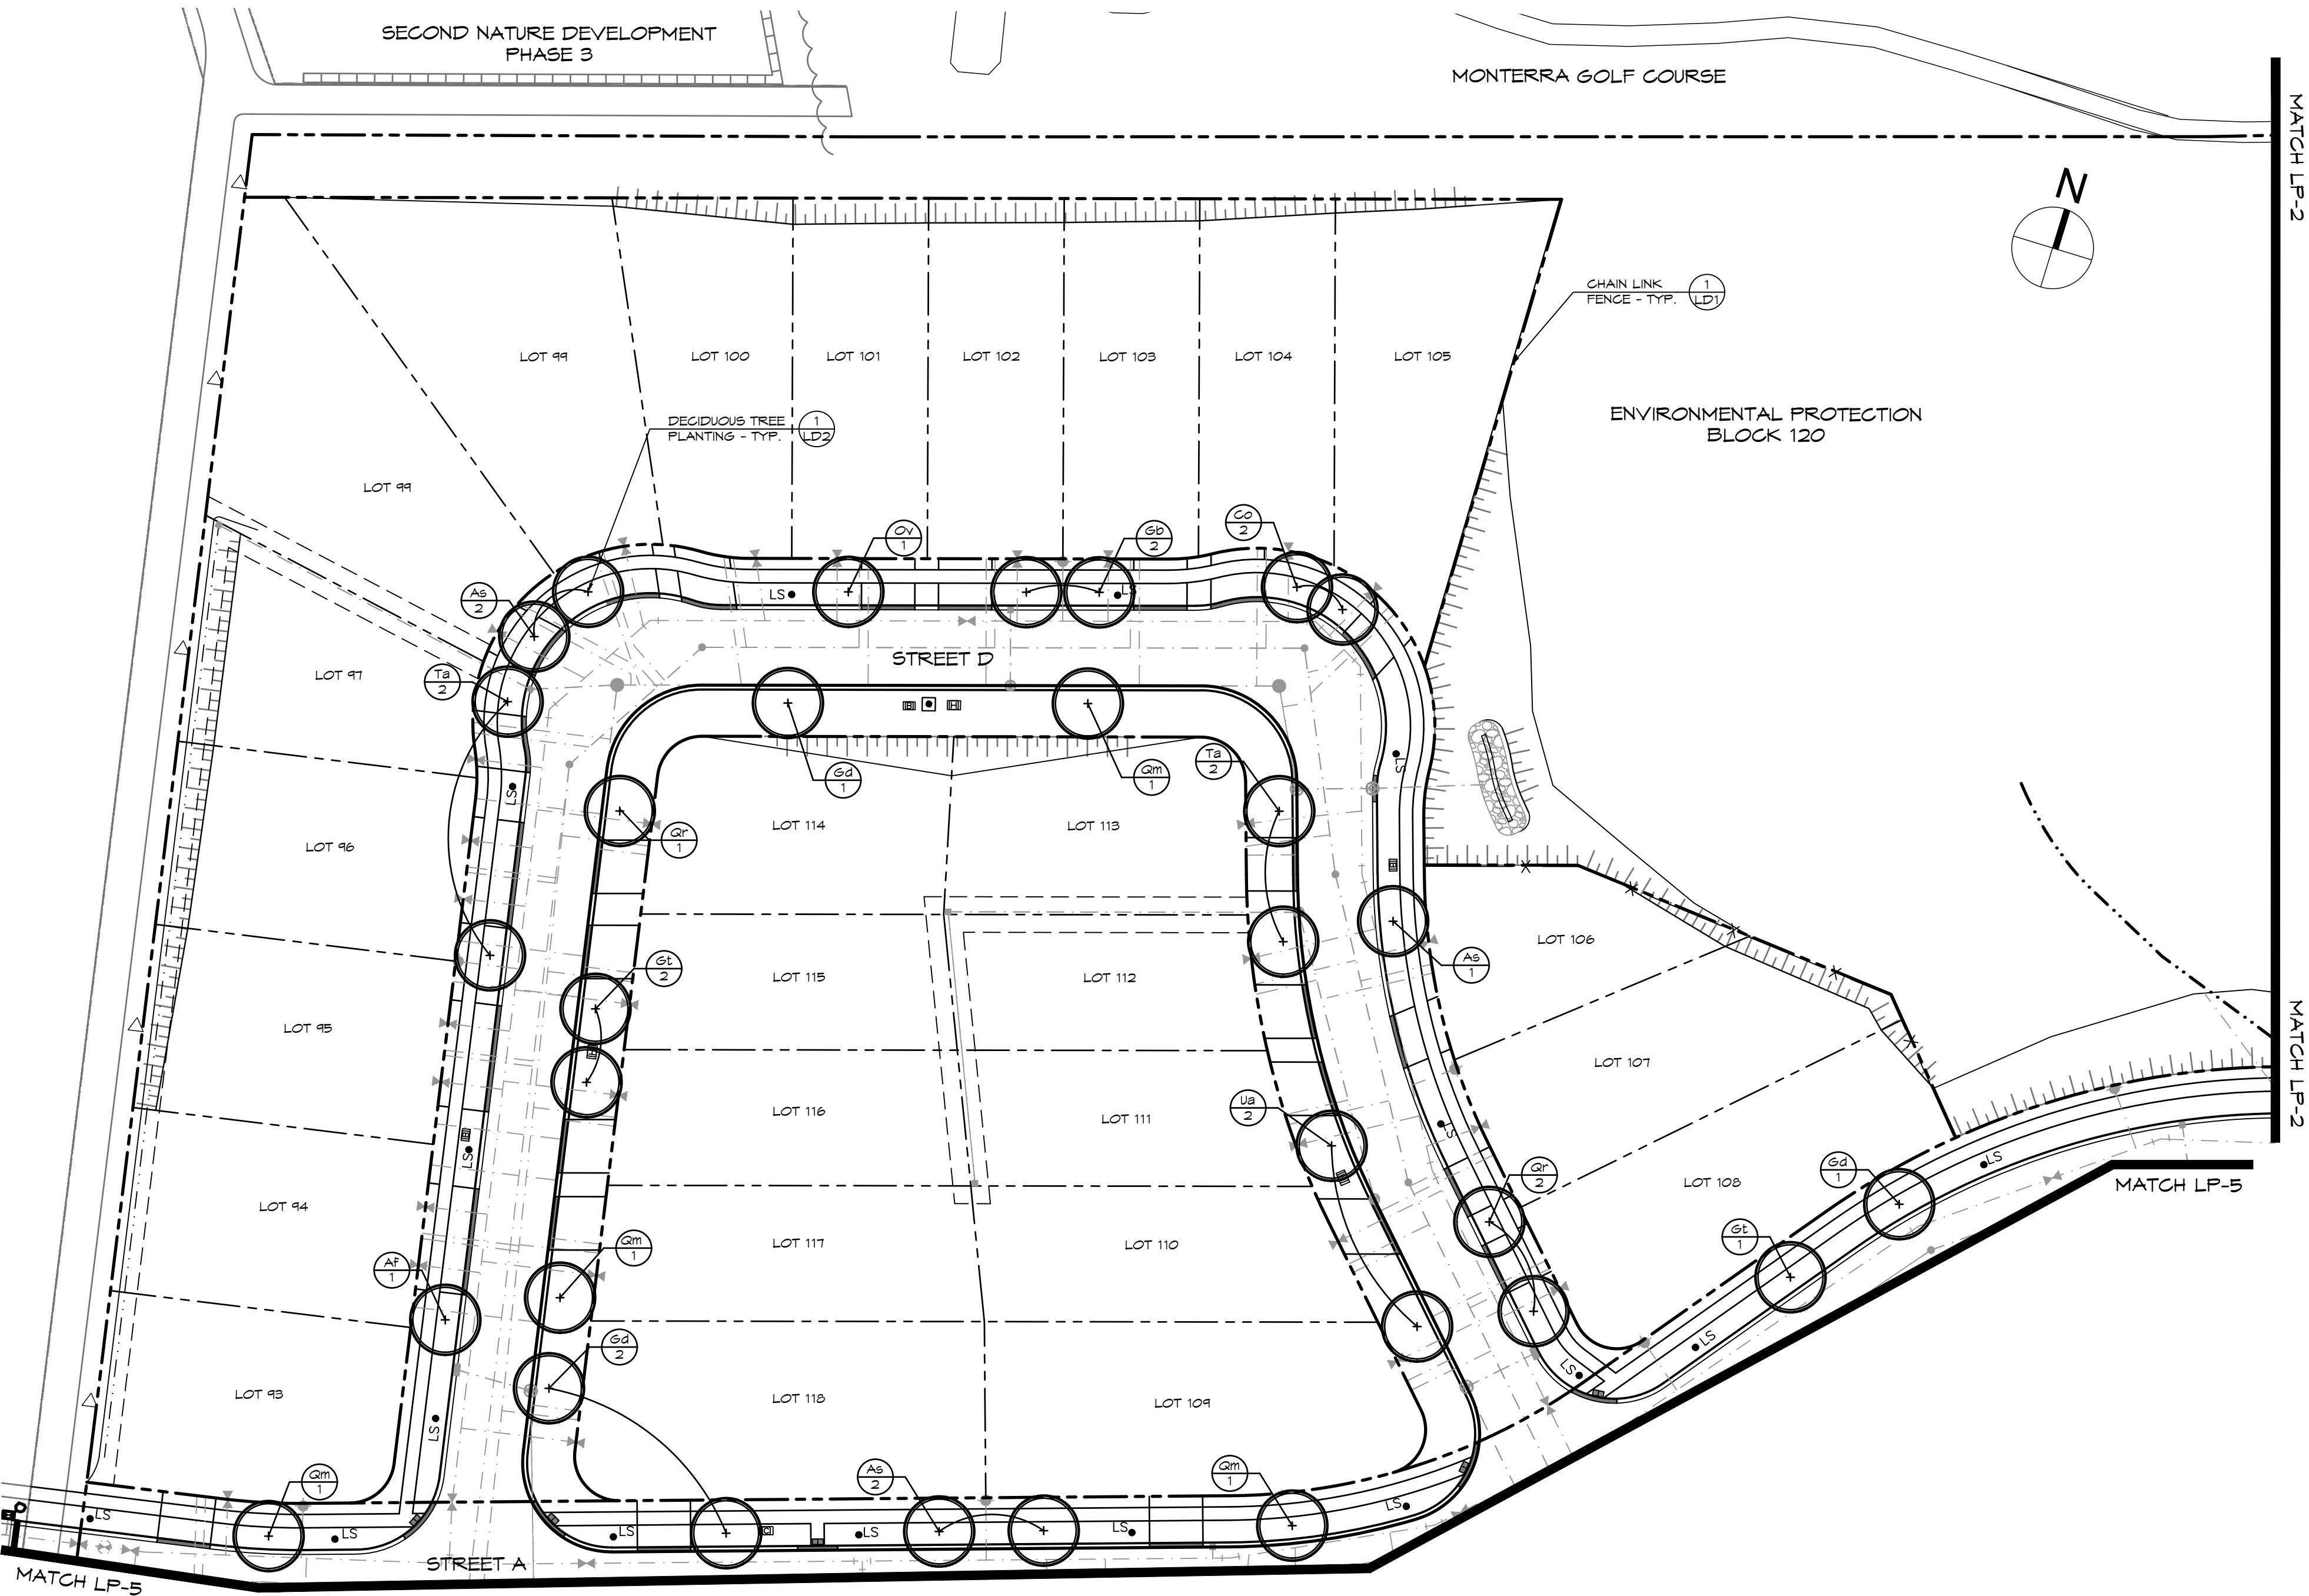 SECOND NATURE DEVELOPMENT
PHASE 3
MONTERRA GOLF COURSE
MATCH LP-2
N
CHAIN LINK
FENCE - TYP.
1
LD1
LOT 99
LOT 100
LOT 101
LOT 102
LOT 103
LOT 104
LOT 105
ENVIRONMENTAL PROTECTION
BLOCK 120
DECIDUOUS TREE
PLANTING - TYP.
1
LD2
LOT 99
Ov
1
Gb
2
Co
2
As
2
LS
LS
STREET D
LOT 97
Ta
2
Gd
1
Qm
1
Ta
2
LS
LS
Qr
1
LOT 114
LOT 113
LOT 96
LOT 106
As
1
Gt
2
LOT 115
LOT 112
LOT 95
MATCH LP-2
LOT 107
LOT 116
LOT 111
Ua
2
LS
LS
Qr
2
Gd
1
LS
LOT 108
MATCH LP-5
LOT 94
Qm
1
LOT 117
LOT 110
Gt
1
Af
1
Gd
2
LS
LS
LOT 93
LS
LOT 118
LOT 109
Qm
1
As
2
Qm
1
LS
LS
LS
LS
LS
LS
STREET A
MATCH LP-5